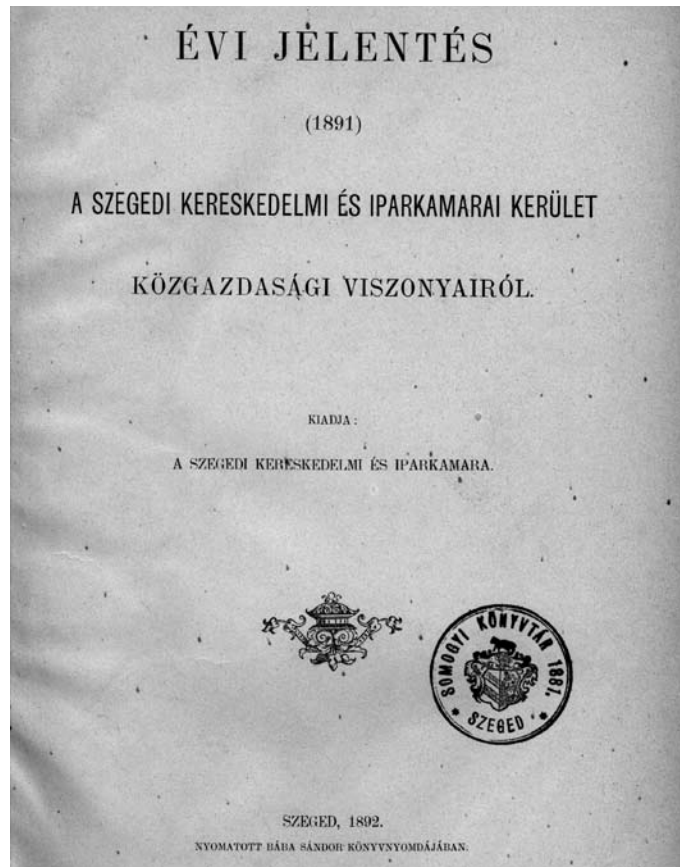 ÉVI JELENTÉS
(1891)
A SZEGEDI KERESKEDELMI ÉS IPARKAMARAI KERÜLET
KÖZGAZDASÁGI VISZONYAIRÓL.
KIADJA :
A SZEGEDI KERESKEDELMI ÉS IPARKAMARA.
SOMOGYI KÖNYVTÁR 1881.
* SZEGED *
SZEGED, 1892.
NYOMATOTT BÁBA SÁNDOR KÖNYVNYOMDÁJÁBAN.